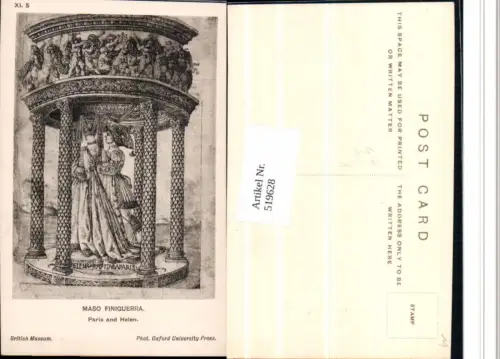 XI. 5
MASO FINIGUERRA.
Paris and Helen.
British Museum.
Phot. Oxford University Press.
Artikel Nr.
519628
POST CARD
THIS SPACE MAY BE USED FOR PRINTED
OR WRITTEN MATTER
THE ADDRESS ONLY TO BE
WRITTEN HERE
STAMP